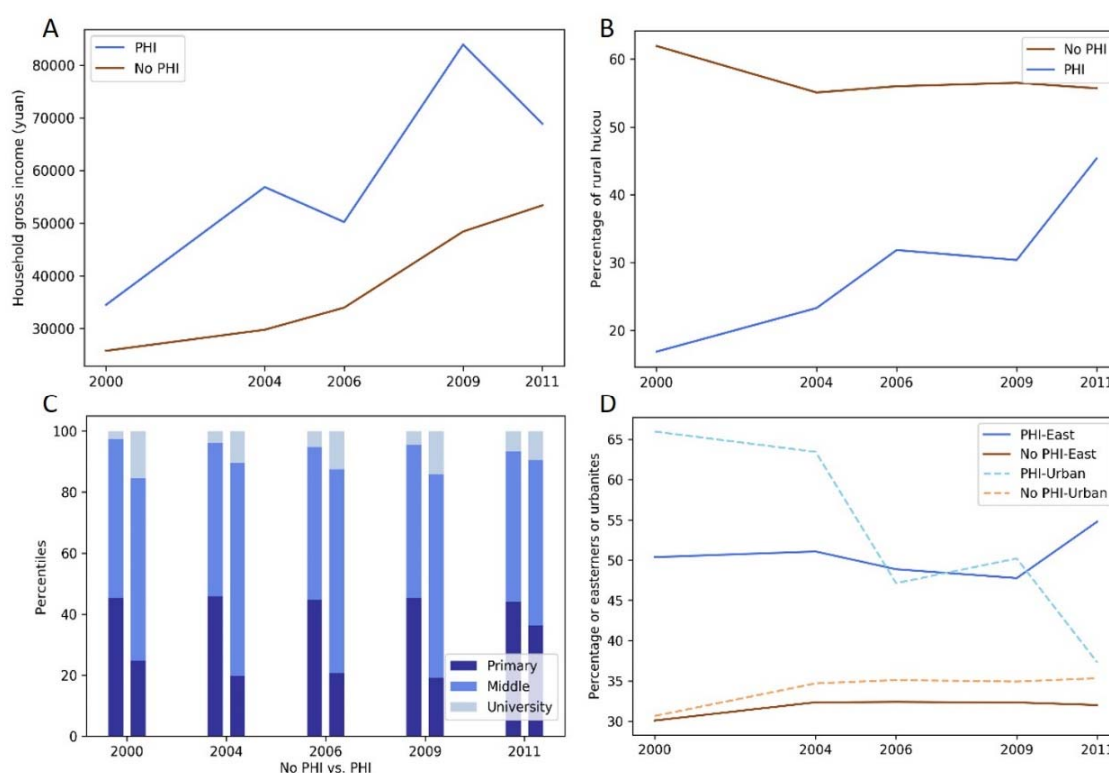 A
PHI
No PHI
Household gross income (yuan)
80000
70000
60000
50000
40000
30000
2000
2004
2006
2009
2011
B
No PHI
PHI
Percentage of rural hukou
60
50
40
30
20
2000
2004
2006
2009
2011
C
Percentiles
100
80
60
40
20
0
Primary
Middle
University
2000
2004
2006
2009
2011
No PHI vs. PHI
D
PHI-East
No PHI-East
PHI-Urban
No PHI-Urban
Percentage or easterners or urbanites
65
60
55
50
45
40
35
30
2000
2004
2006
2009
2011